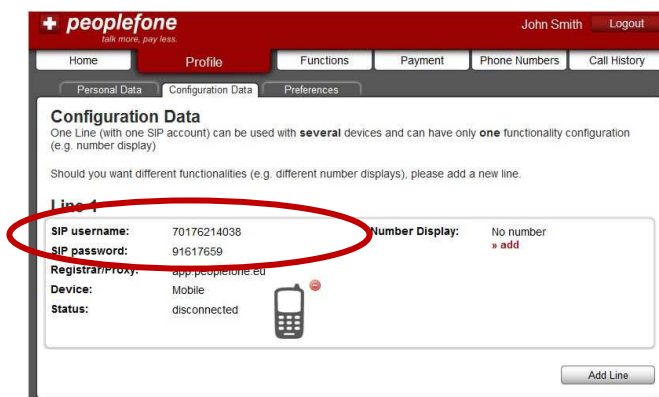 peoplefone
talk more, pay less.
John Smith Logout
Home Profile Functions Payment Phone Numbers Call History
Personal Data Configuration Data Preferences
Configuration Data
One Line (with one SIP account) can be used with several devices and can have only one functionality configuration
(e.g. number display)
Should you want different functionalities (e.g. different number displays), please add a new line.
Line 1
SIP username: 70176214038 Number Display: No number
» add
SIP password: 91617659
Registrar/Proxy: app.peoplefone.eu
Device: Mobile
Status: disconnected
Add Line